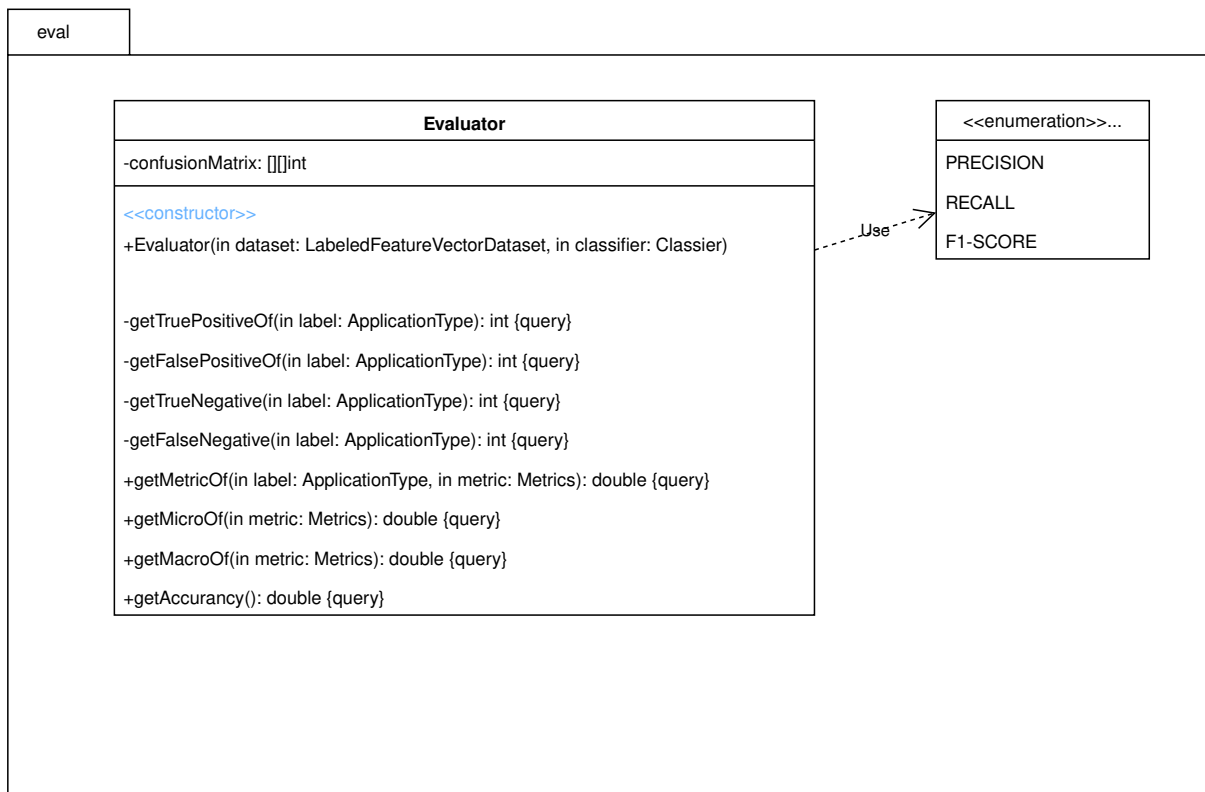 eval
Evaluator
-confusionMatrix: [][]int
<<constructor>>
+Evaluator(in dataset: LabeledFeatureVectorDataset, in classifier: Classier)
-getTruePositiveOf(in label: ApplicationType): int {query}
-getFalsePositiveOf(in label: ApplicationType): int {query}
-getTrueNegative(in label: ApplicationType): int {query}
-getFalseNegative(in label: ApplicationType): int {query}
+getMetricOf(in label: ApplicationType, in metric: Metrics): double {query}
+getMicroOf(in metric: Metrics): double {query}
+getMacroOf(in metric: Metrics): double {query}
+getAccurancy(): double {query}
Use
<<enumeration>>...
PRECISION
RECALL
F1-SCORE